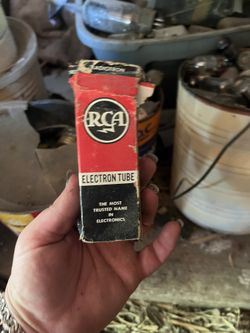 RCA
ELECTRON TUBE
THE MOST
TRUSTED NAME
IN
ELECTRONICS